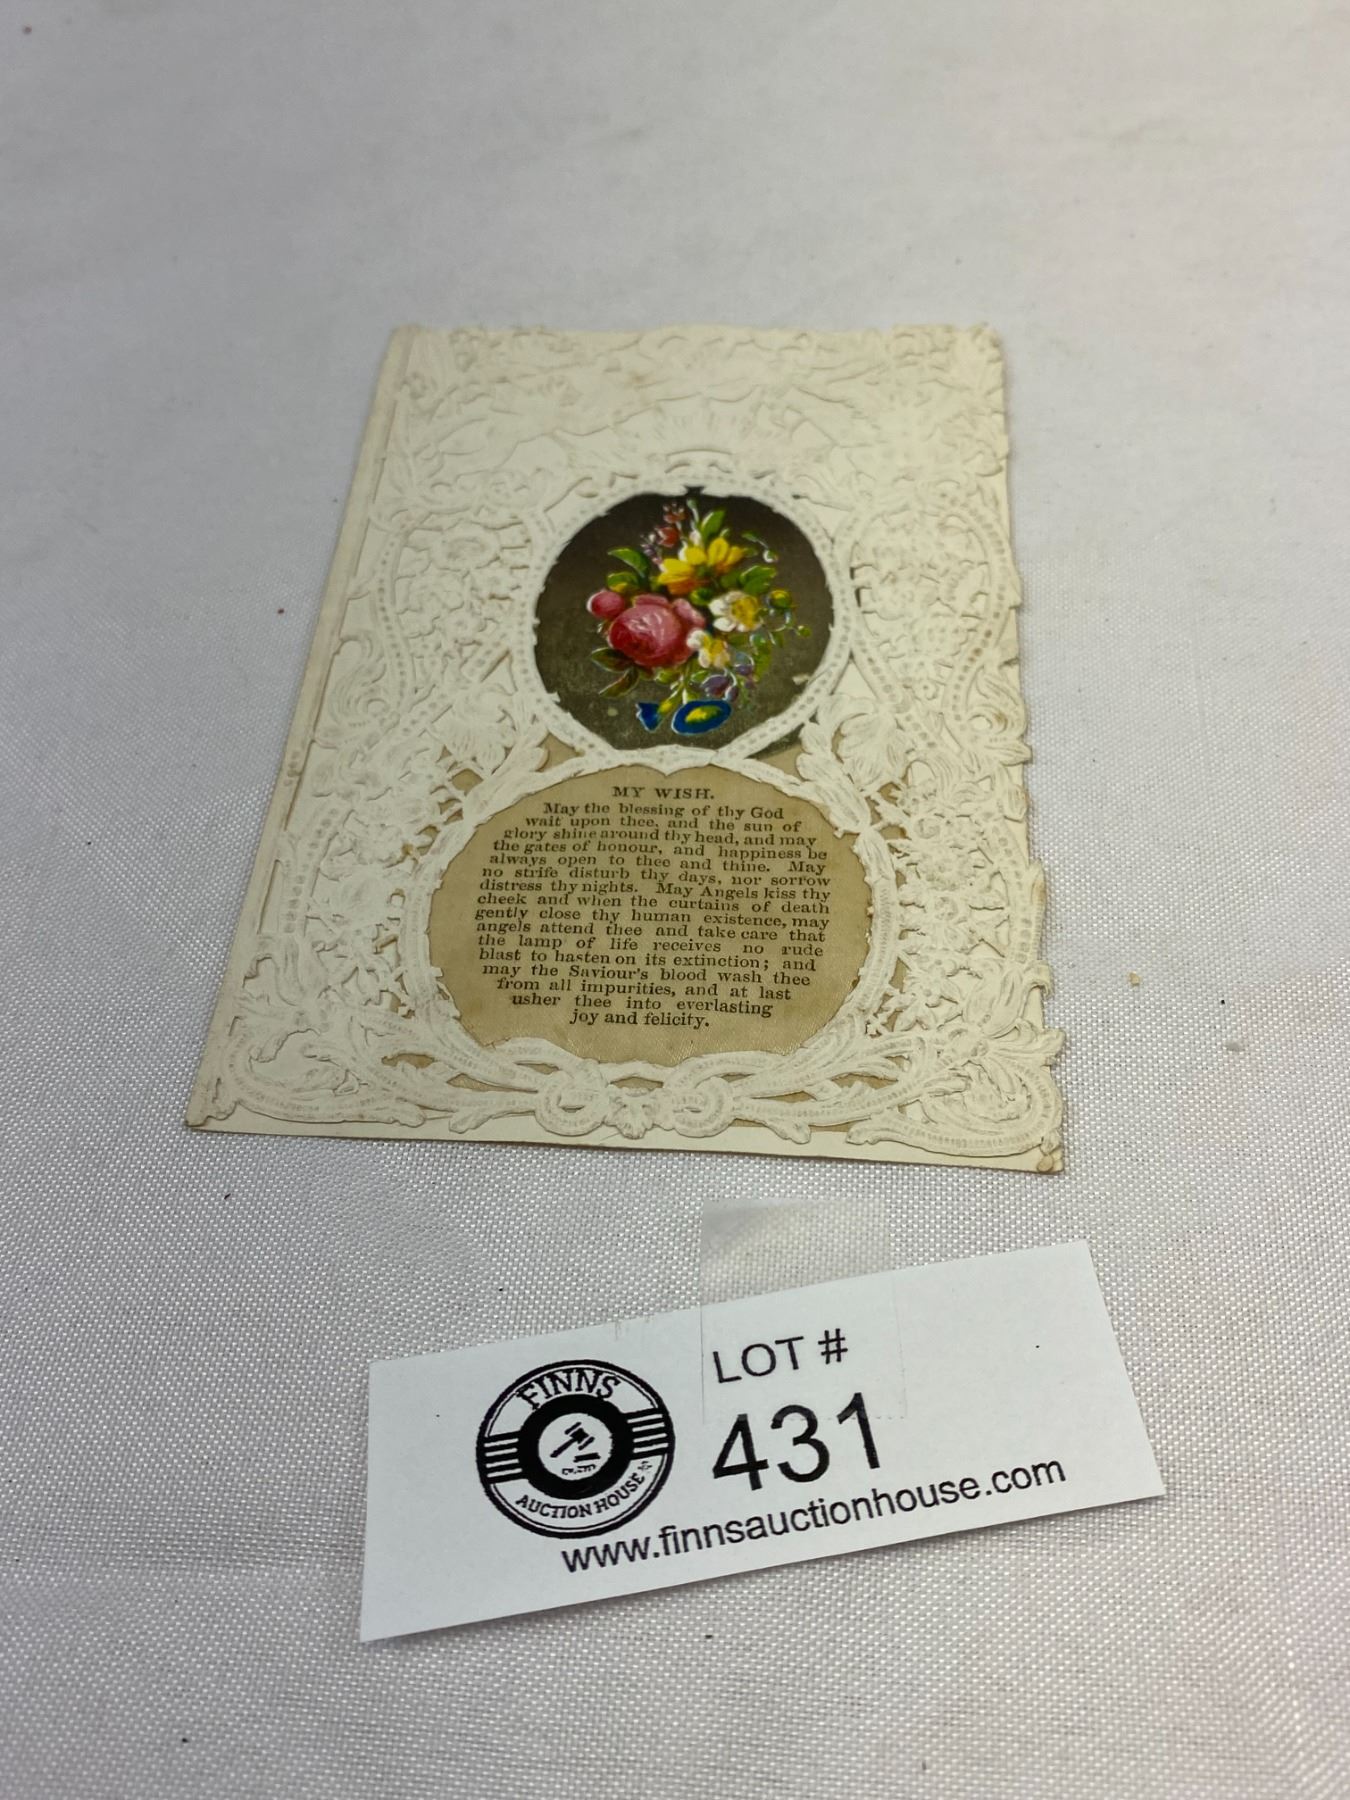 MY WISH.
May the blessing of thy God
wait upon thee, and the sun of
glory shine around thy head, and may
the gates of honour, and happiness be
always open to thee and thine. May
no strife disturb thy days, nor sorrow
distress thy nights. May Angels kiss thy
cheek and when the curtains of death
gently close thy human existence, may
angels attend thee and take care that
the lamp of life receives no rude
blast to hasten on its extinction; and
may the Saviour's blood wash thee
from all impurities, and at last
usher thee into everlasting
joy and felicity.
FINNS
AUCTION HOUSE
LOT #
431
www.finnsauctionhouse.com